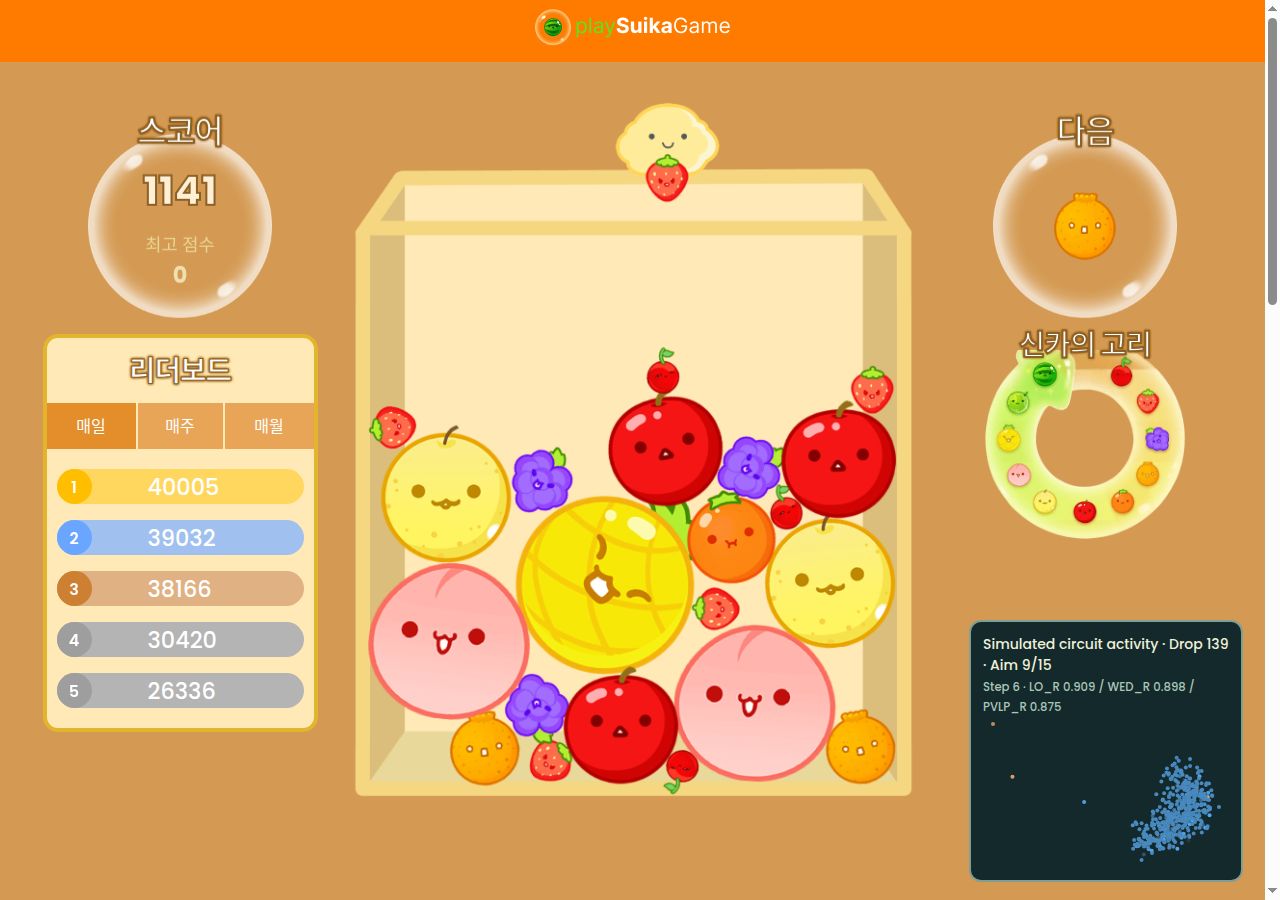 playSuikaGame
스코어
1141
최고 점수
0
다음
리더보드
매일 매주 매월
1 40005
2 39032
3 38166
4 30420
5 26336
신카의 고리
Simulated circuit activity · Drop 139
· Aim 9/15
Step 6 · LO_R 0.909 / WED_R 0.898 /
PVLP_R 0.875